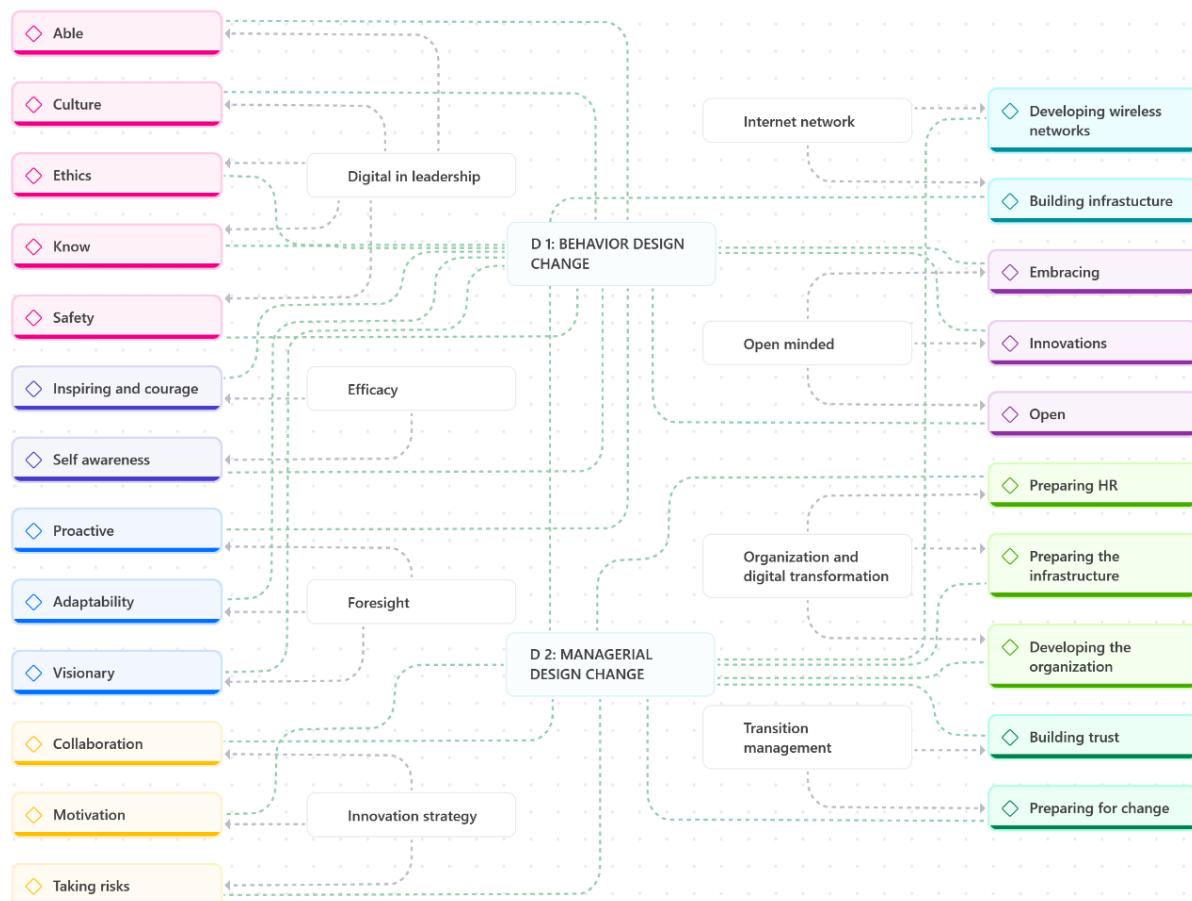 Able
Culture
Ethics
Know
Safety
Inspiring and courage
Self awareness
Proactive
Adaptability
Visionary
Collaboration
Motivation
Taking risks
Digital in leadership
Efficacy
Foresight
Innovation strategy
D 1: BEHAVIOR DESIGN
CHANGE
D 2: MANAGERIAL
DESIGN CHANGE
Internet network
Open minded
Organization and
digital transformation
Transition
management
Developing wireless
networks
Building infrastucture
Embracing
Innovations
Open
Preparing HR
Preparing the
infrastructure
Developing the
organization
Building trust
Preparing for change